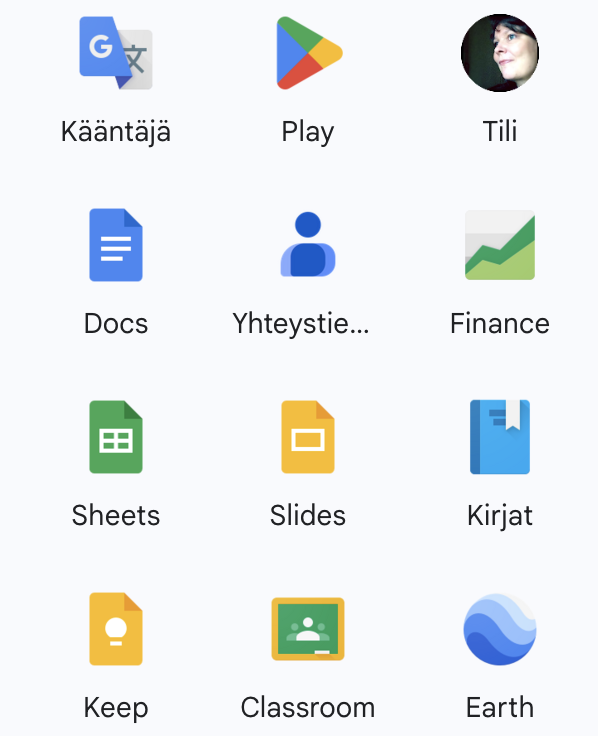 Kääntäjä
Play
Tili
Docs
Yhteystie...
Finance
Sheets
Slides
Kirjat
Keep
Classroom
Earth